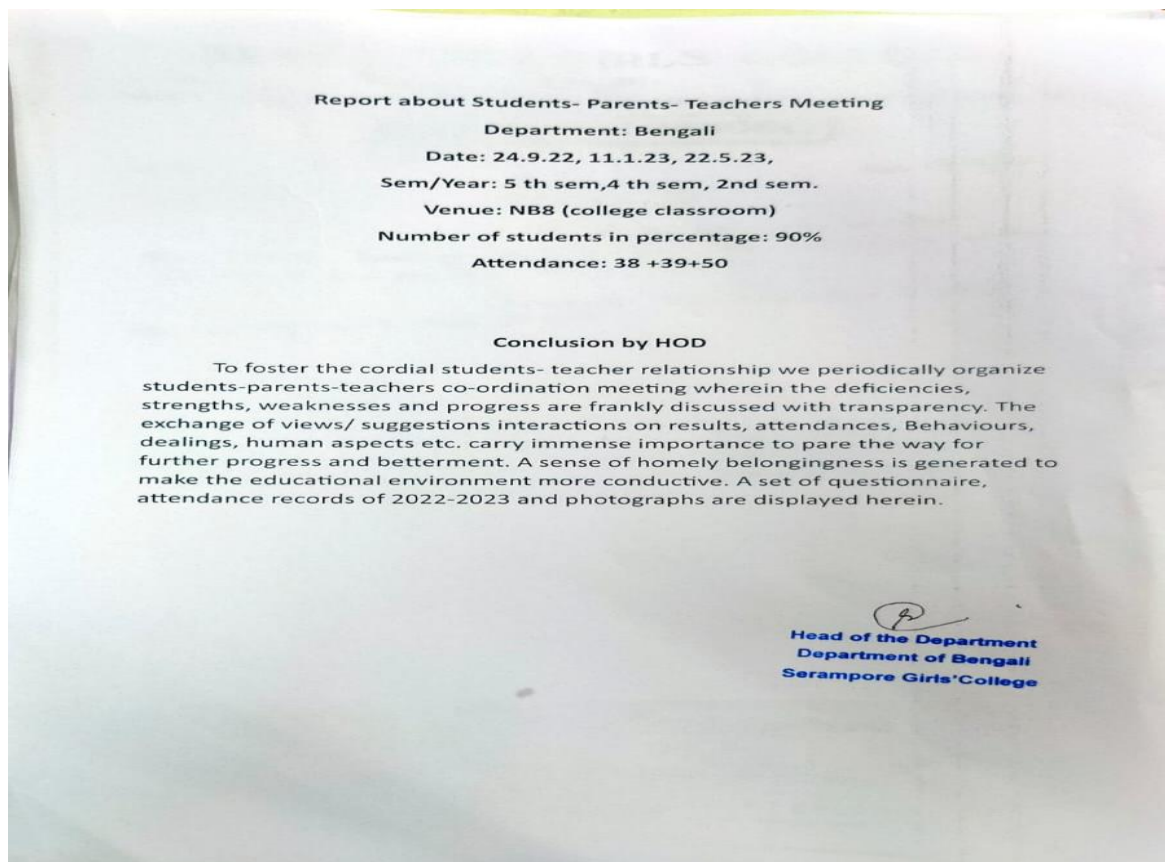 Report about Students- Parents- Teachers Meeting
Department: Bengali
Date: 24.9.22, 11.1.23, 22.5.23,
Sem/Year: 5 th sem,4 th sem, 2nd sem.
Venue: NB8 (college classroom)
Number of students in percentage: 90%
Attendance: 38 +39+50
Conclusion by HOD
To foster the cordial students- teacher relationship we periodically organize
students-parents-teachers co-ordination meeting wherein the deficiencies,
strengths, weaknesses and progress are frankly discussed with transparency. The
exchange of views/ suggestions interactions on results, attendances, Behaviours,
dealings, human aspects etc. carry immense importance to pare the way for
further progress and betterment. A sense of homely belongingness is generated to
make the educational environment more conductive. A set of questionnaire,
attendance records of 2022-2023 and photographs are displayed herein.
Head of the Department
Department of Bengali
Serampore Girls'College